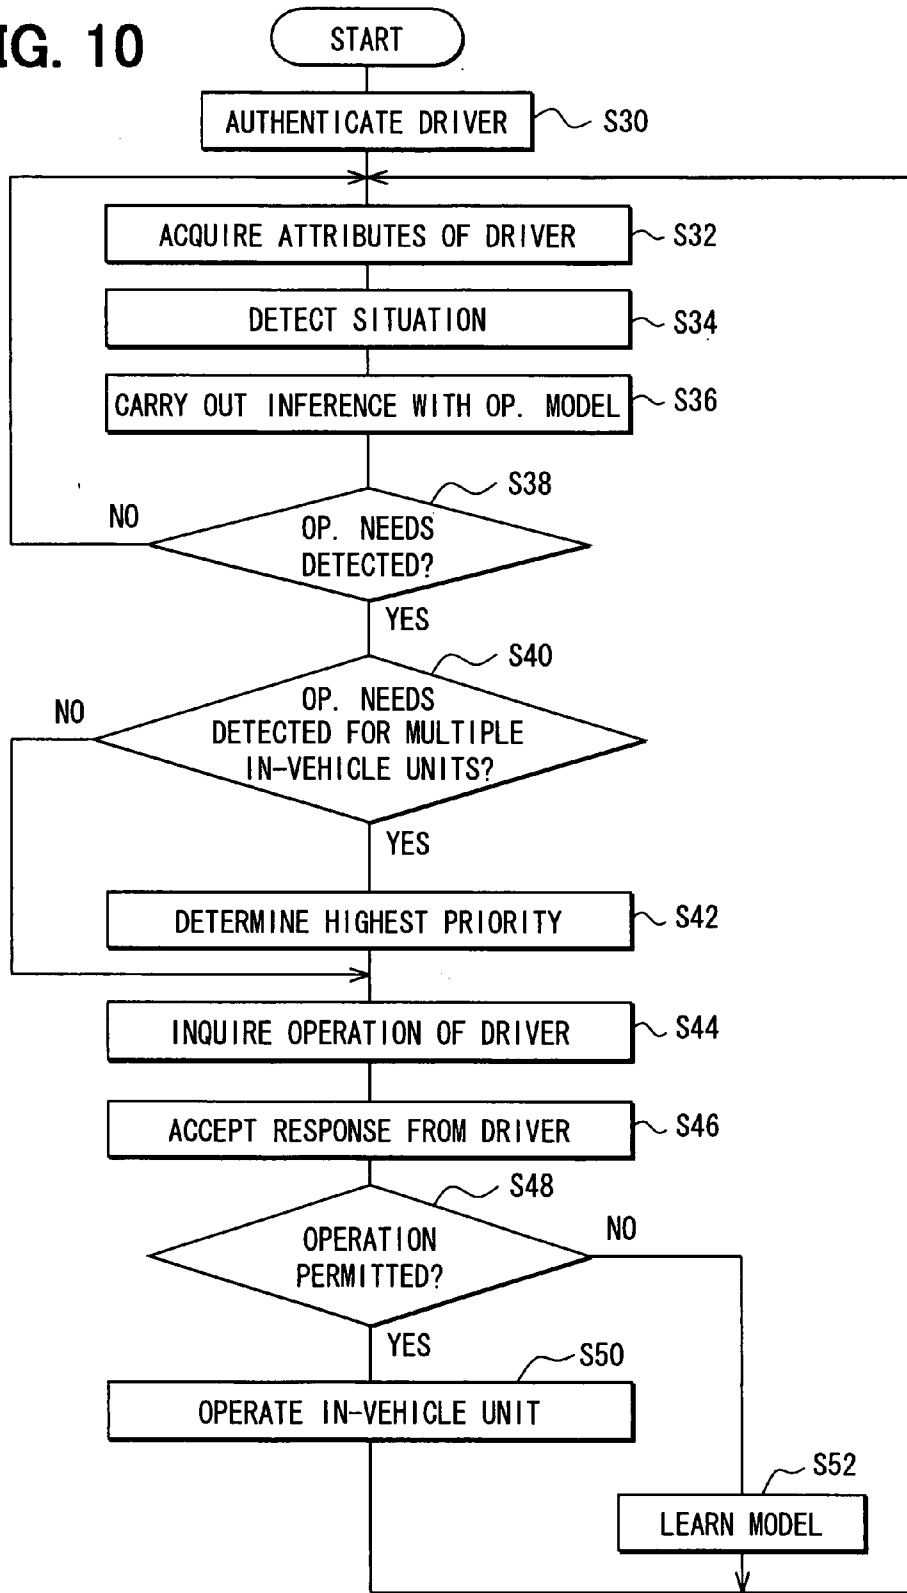 IG. 10
START
AUTHENTICATE DRIVER
S30
ACQUIRE ATTRIBUTES OF DRIVER
S32
DETECT SITUATION
S34
CARRY OUT INFERENCE WITH OP. MODEL
S36
S38
NO
OP. NEEDS
DETECTED?
YES
S40
NO
OP. NEEDS
DETECTED FOR MULTIPLE
IN-VEHICLE UNITS?
YES
DETERMINE HIGHEST PRIORITY
S42
INQUIRE OPERATION OF DRIVER
S44
ACCEPT RESPONSE FROM DRIVER
S46
S48
NO
OPERATION
PERMITTED?
YES
S50
OPERATE IN-VEHICLE UNIT
S52
LEARN MODEL